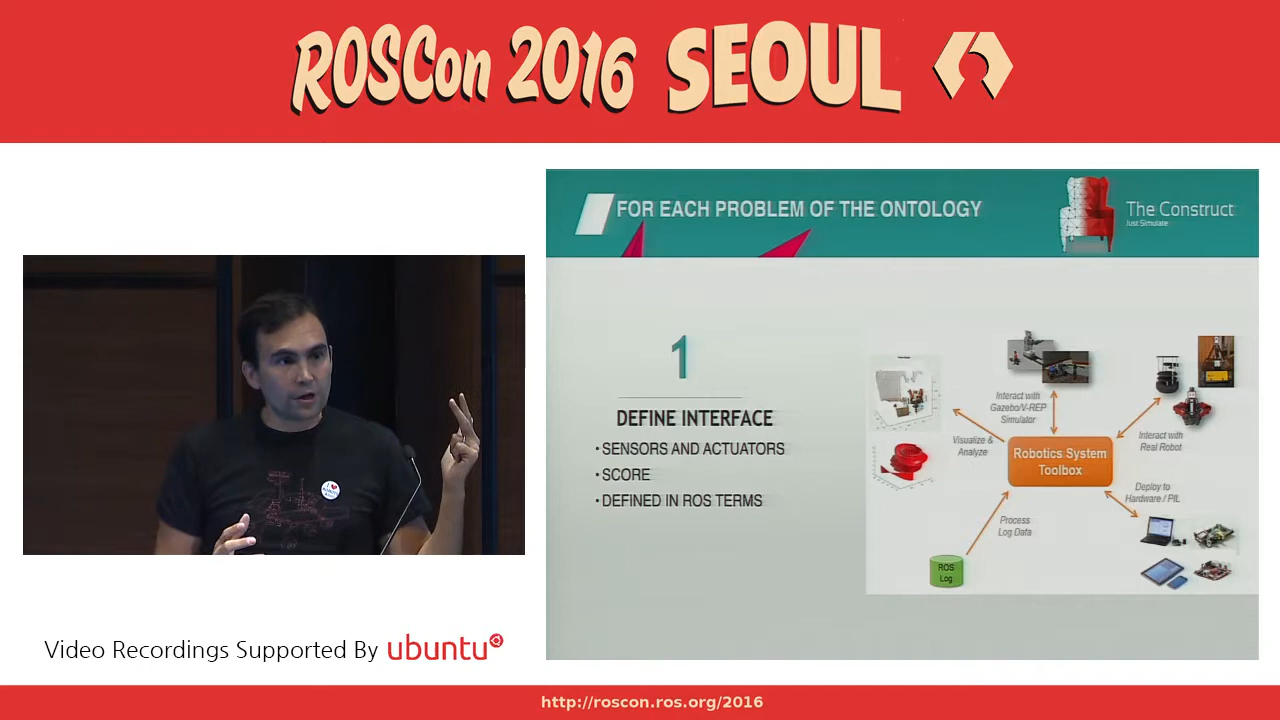 ROSCon 2016 SEOUL
FOR EACH PROBLEM OF THE ONTOLOGY
The Construct
Just Simulate
1
DEFINE INTERFACE
• SENSORS AND ACTUATORS
• SCORE
• DEFINED IN ROS TERMS
Interact with
Gazebo/V-REP
Simulator
Visualize &
Analyze
Interact with
Real Robot
Robotics System
Toolbox
Deploy to
Hardware / PIL
Process
Log Data
ROS
Log
Video Recordings Supported By ubuntu
http://roscon.ros.org/2016